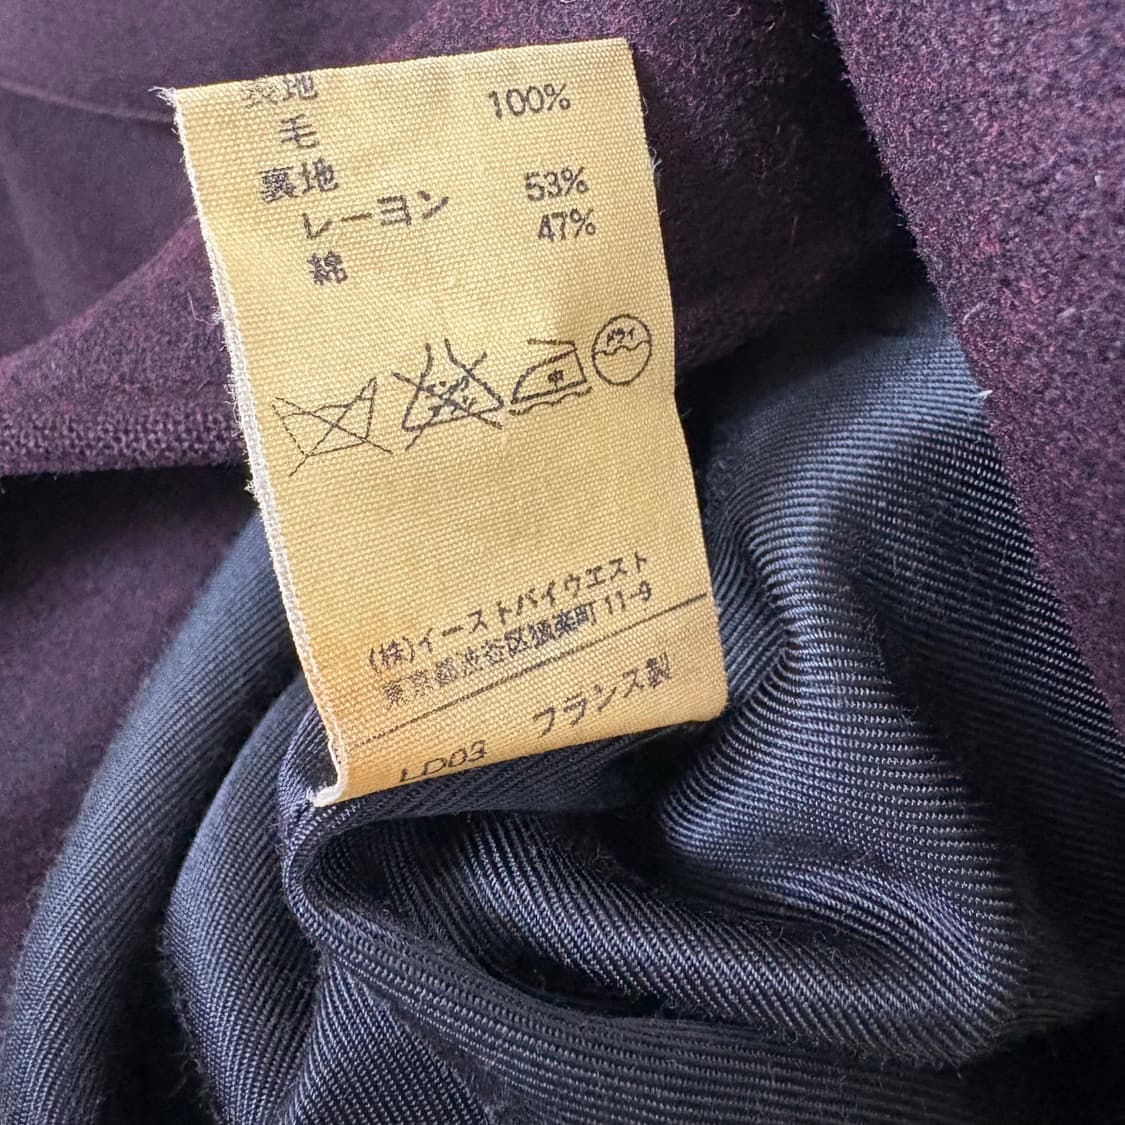 表地
毛 100%
裏地
レーヨン 53%
綿 47%
中
ドライ
(株)イーストバイウエスト
東京都渋谷区猿楽町11-9
LD03 フランス製